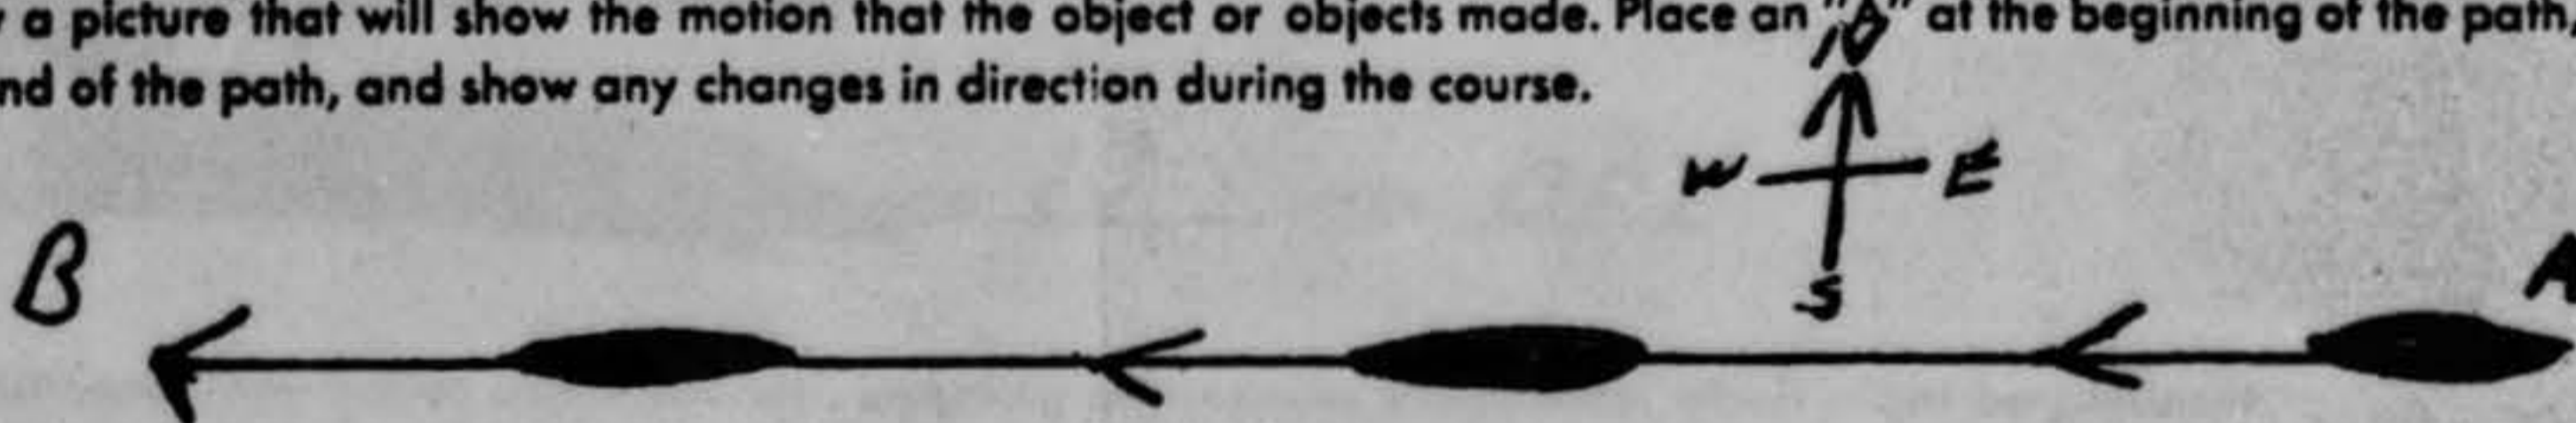 a picture that will show the motion that the object or objects made. Place an "A" at the beginning of the path,
nd of the path, and show any changes in direction during the course.
N
W E
S
B A